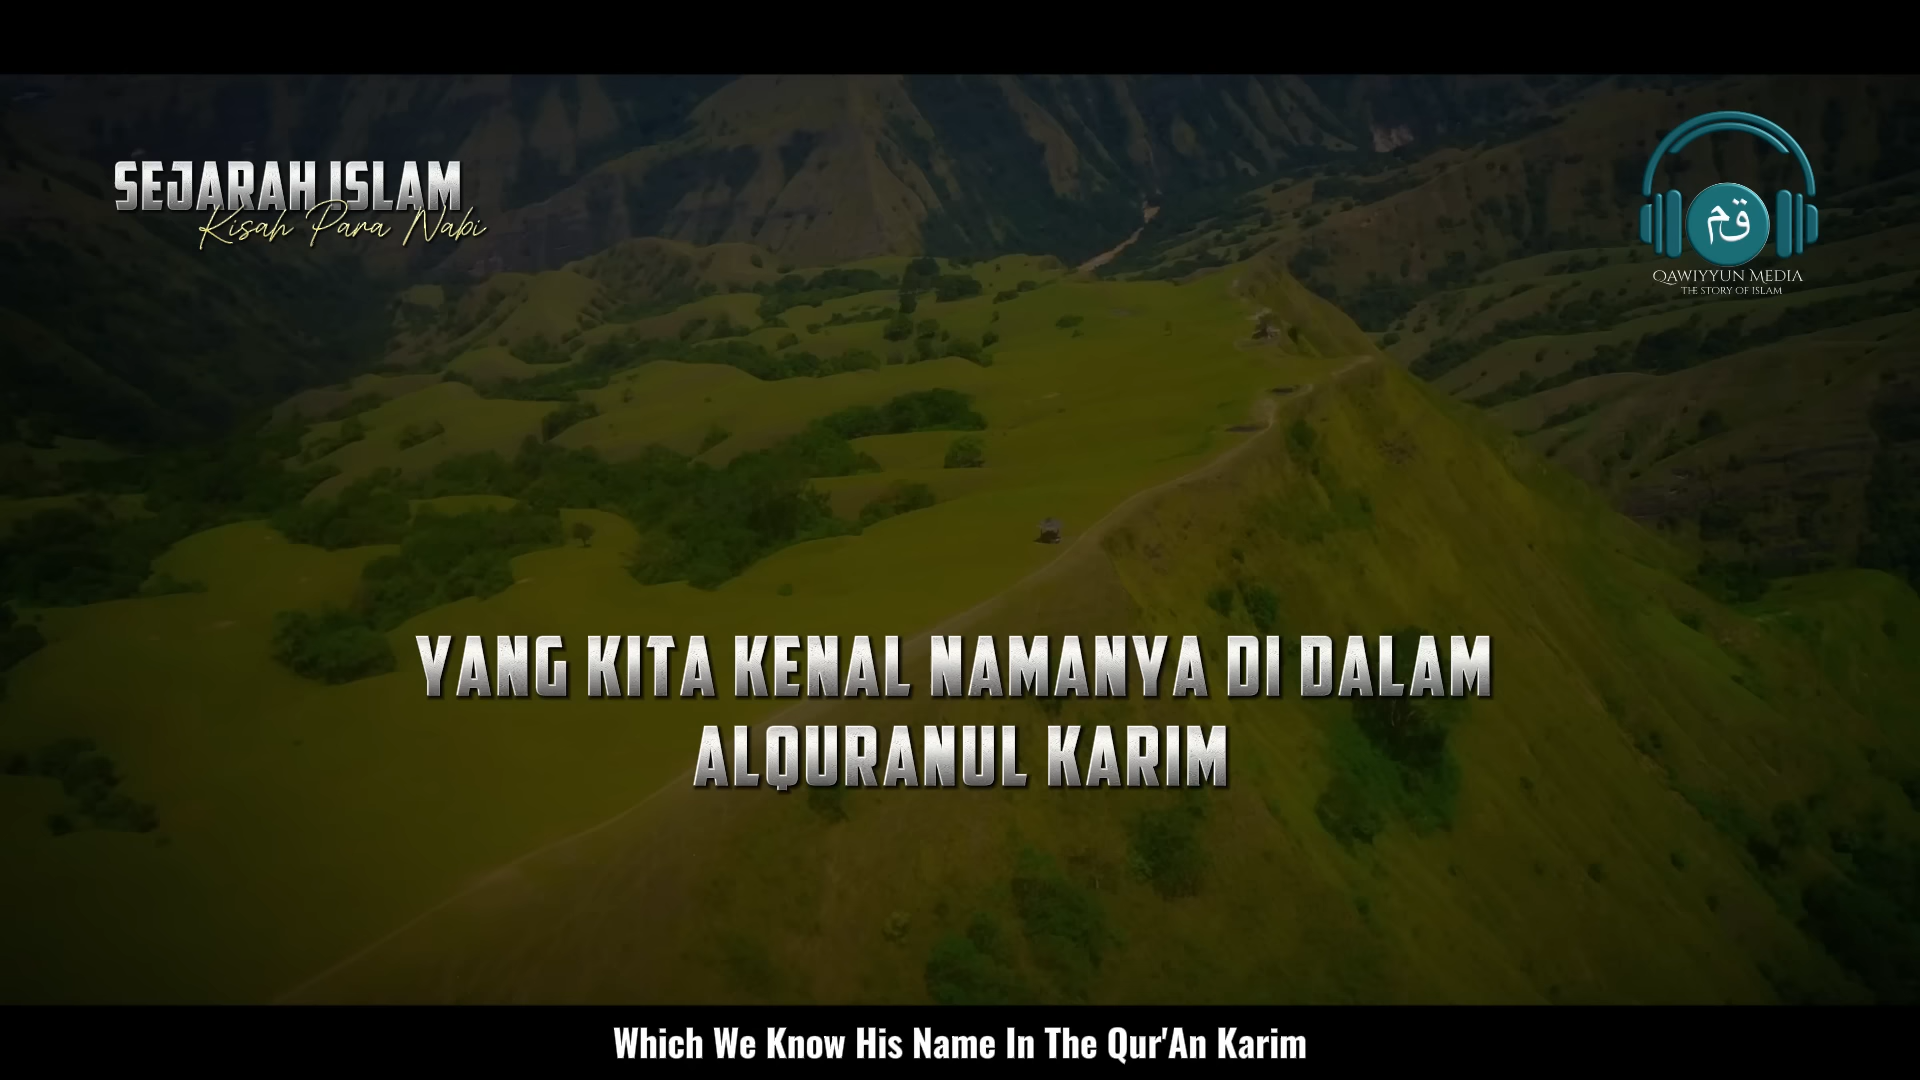 SEJARAH ISLAM
Kisah Para Nabi
قم
QAWIYYUN MEDIA
THE STORY OF ISLAM
YANG KITA KENAL NAMANYA DI DALAM
ALQURANUL KARIM
Which We Know His Name In The Qur'An Karim